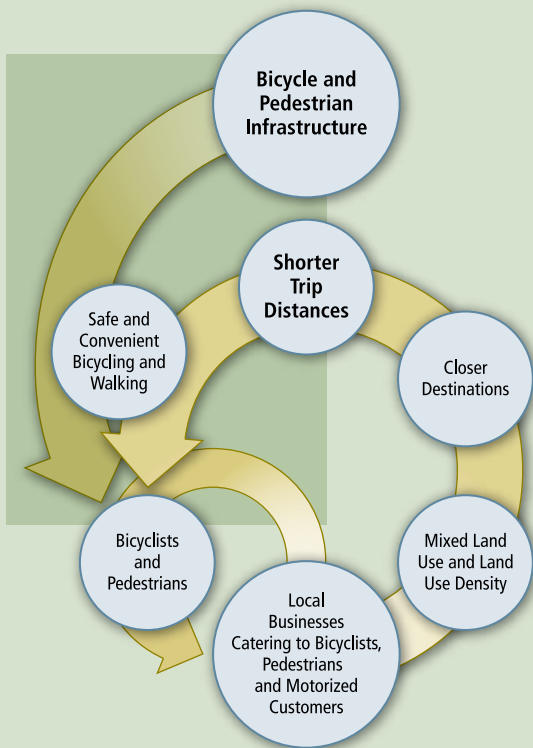 Bicycle and
Pedestrian
Infrastructure
Shorter
Trip
Distances
Safe and
Convenient
Bicycling and
Walking
Closer
Destinations
Bicyclists
and
Pedestrians
Mixed Land
Use and Land
Use Density
Local
Businesses
Catering to Bicyclists,
Pedestrians
and Motorized
Customers